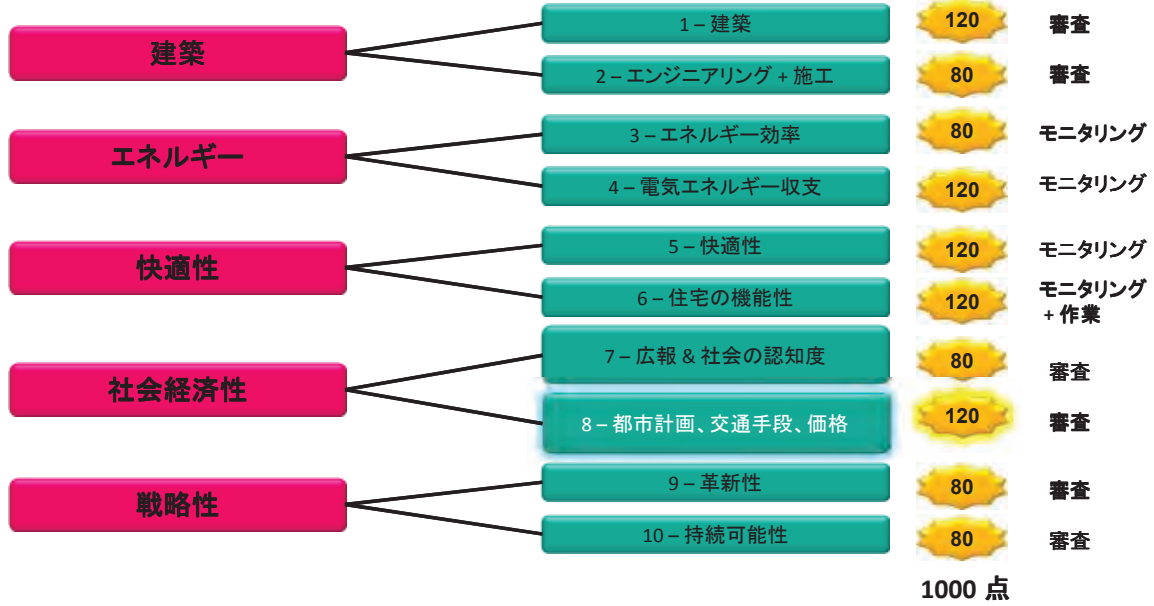 建築
1 – 建築
120
審査
2 – エンジニアリング + 施工
80
審査
エネルギー
3 – エネルギー効率
80
モニタリング
4 – 電気エネルギー収支
120
モニタリング
快適性
5 – 快適性
120
モニタリング
6 – 住宅の機能性
120
モニタリング
+ 作業
社会経済性
7 – 広報 & 社会の認知度
80
審査
8 – 都市計画、交通手段、価格
120
審査
戦略性
9 – 革新性
80
審査
10 – 持続可能性
80
審査
1000 点